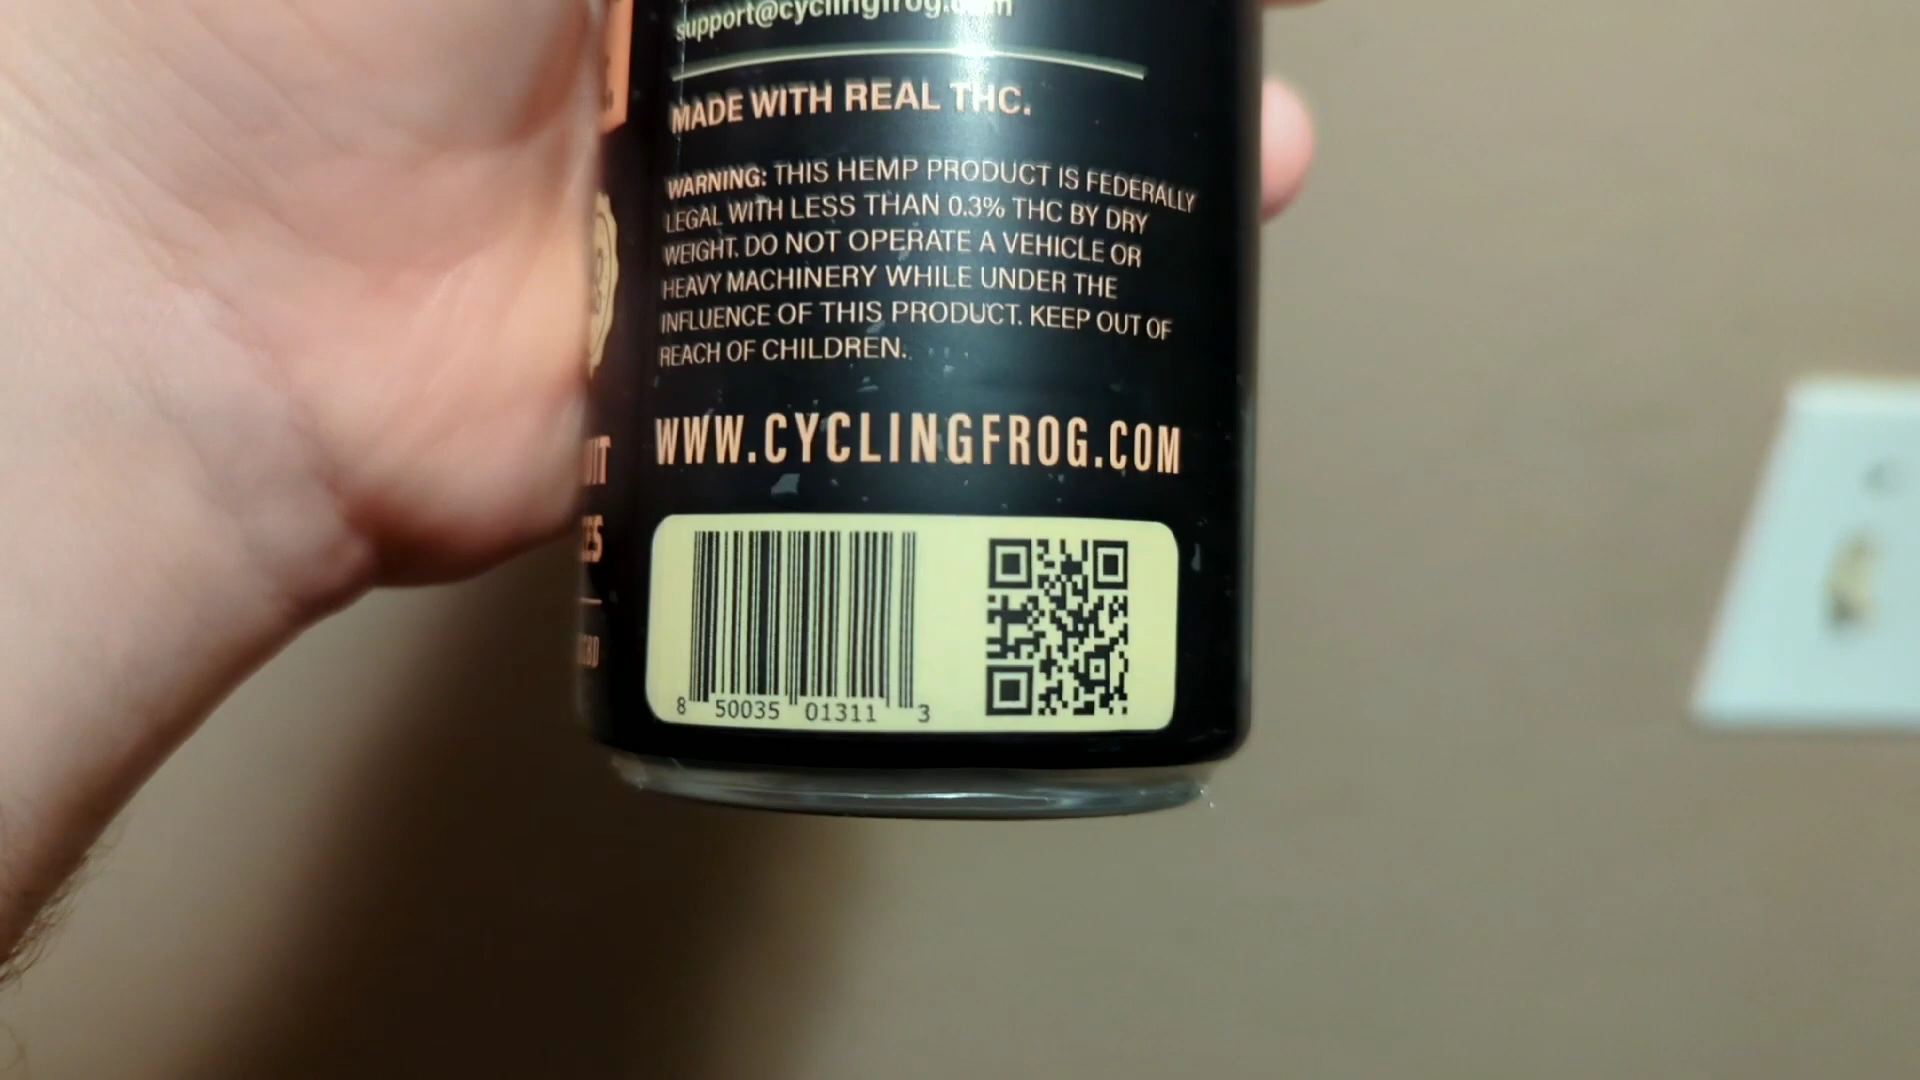 support@cyclingfrog.com
MADE WITH REAL THC.
WARNING: THIS HEMP PRODUCT IS FEDERALLY
LEGAL WITH LESS THAN 0.3% THC BY DRY
WEIGHT. DO NOT OPERATE A VEHICLE OR
HEAVY MACHINERY WHILE UNDER THE
INFLUENCE OF THIS PRODUCT. KEEP OUT OF
REACH OF CHILDREN.
WWW.CYCLINGFROG.COM
8 50035 01311 3